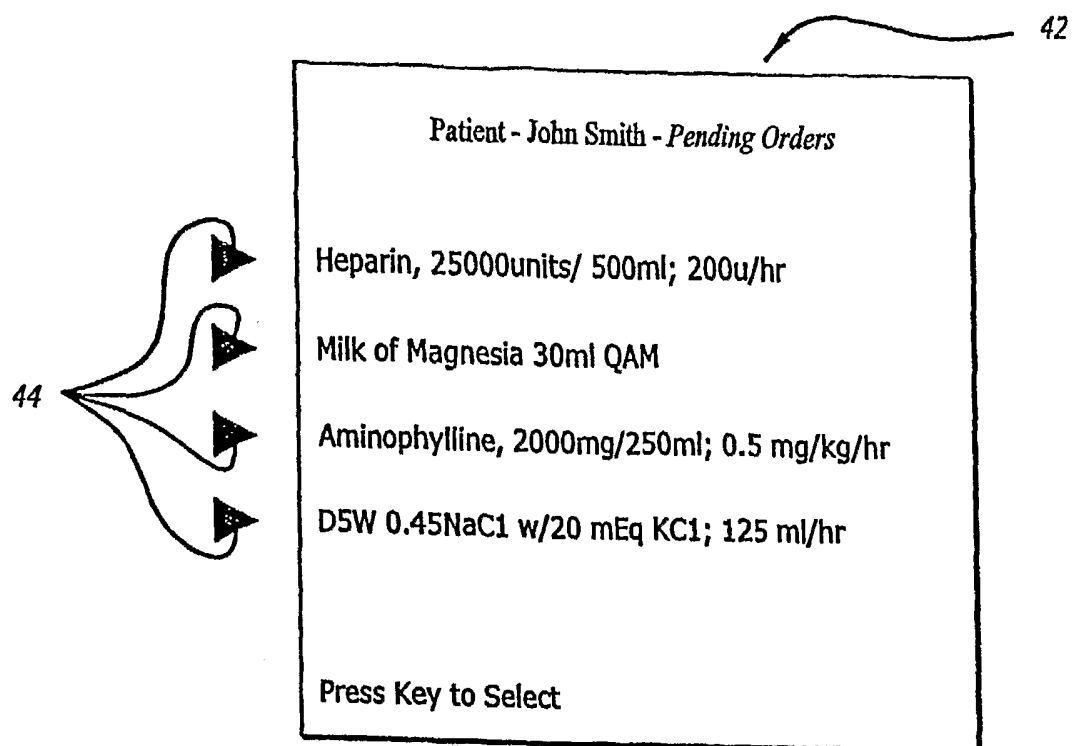 42
Patient - John Smith - Pending Orders
Heparin, 25000units/ 500ml; 200u/hr
Milk of Magnesia 30ml QAM
44
Aminophylline, 2000mg/250ml; 0.5 mg/kg/hr
D5W 0.45NaC1 w/20 mEq KC1; 125 ml/hr
Press Key to Select